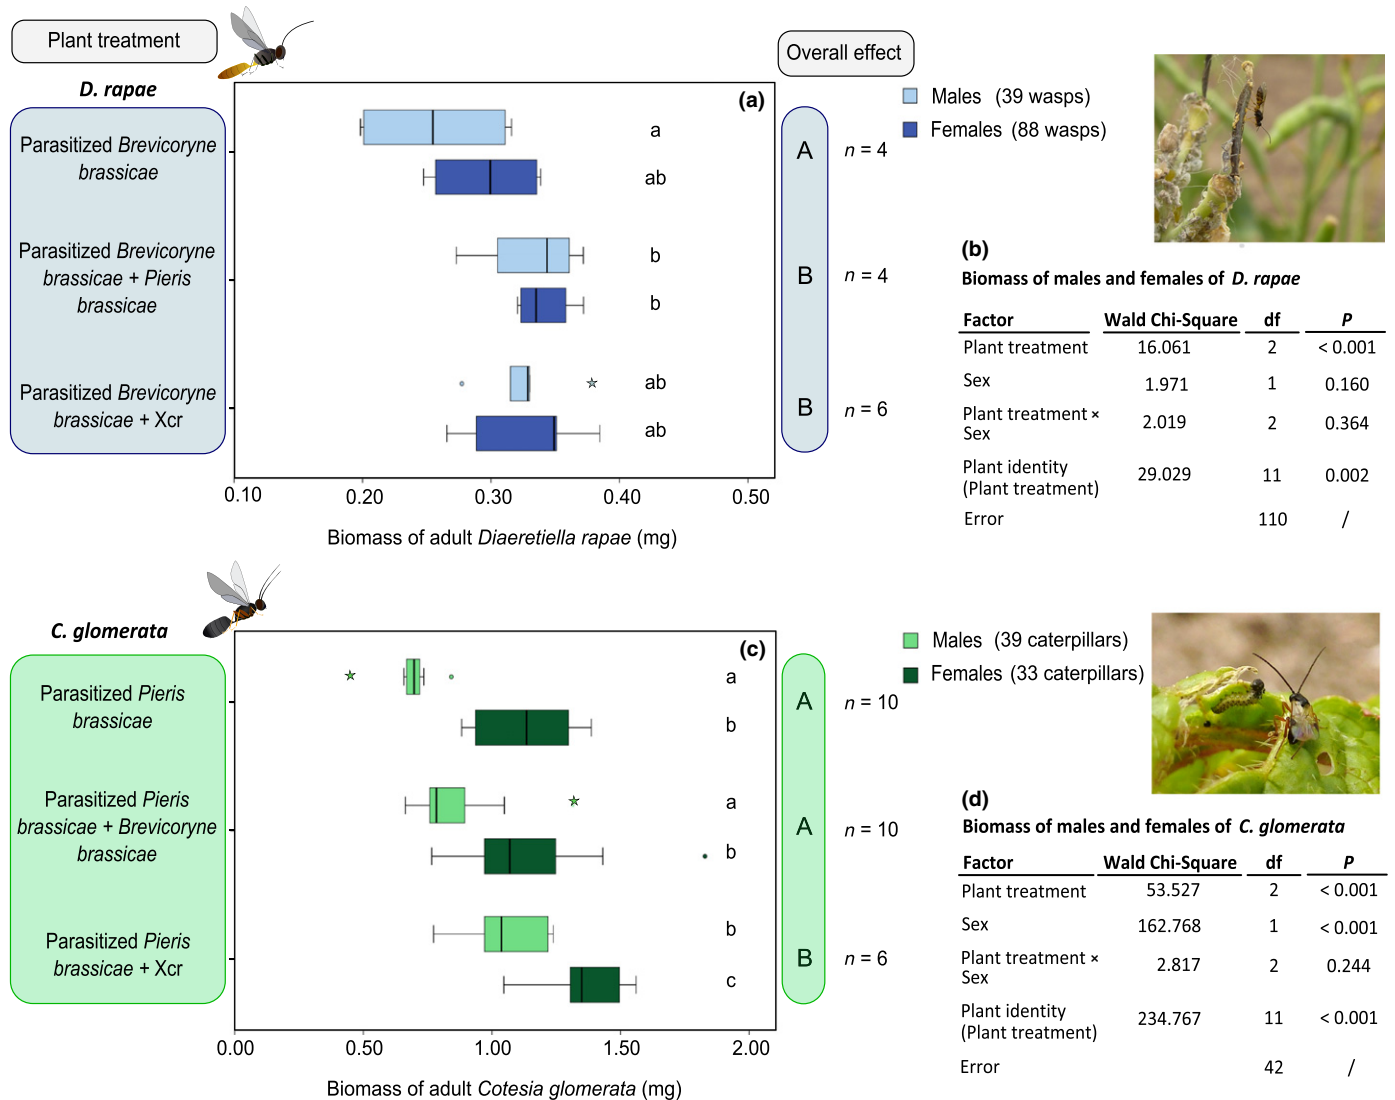 Plant treatment
Overall effect
D. rapae
(a)
Males (39 wasps)
Females (88 wasps)
Parasitized Brevicoryne
brassicae
a
ab
A
n = 4
Parasitized Brevicoryne
brassicae + Pieris
brassicae
b
b
B
n = 4
Parasitized Brevicoryne
brassicae + Xcr
ab
ab
B
n = 6
0.10 0.20 0.30 0.40 0.50
Biomass of adult Diaeretiella rapae (mg)
(b)
Biomass of males and females of D. rapae
Factor Wald Chi-Square df P
Plant treatment 16.061 2 < 0.001
Sex 1.971 1 0.160
Plant treatment ×
Sex 2.019 2 0.364
Plant identity
(Plant treatment) 29.029 11 0.002
Error 110 /
C. glomerata
(c)
Males (39 caterpillars)
Females (33 caterpillars)
Parasitized Pieris
brassicae
a
b
A
n = 10
Parasitized Pieris
brassicae + Brevicoryne
brassicae
a
b
A
n = 10
Parasitized Pieris
brassicae + Xcr
b
c
B
n = 6
0.00 0.50 1.00 1.50 2.00
Biomass of adult Cotesia glomerata (mg)
(d)
Biomass of males and females of C. glomerata
Factor Wald Chi-Square df P
Plant treatment 53.527 2 < 0.001
Sex 162.768 1 < 0.001
Plant treatment ×
Sex 2.817 2 0.244
Plant identity
(Plant treatment) 234.767 11 < 0.001
Error 42 /